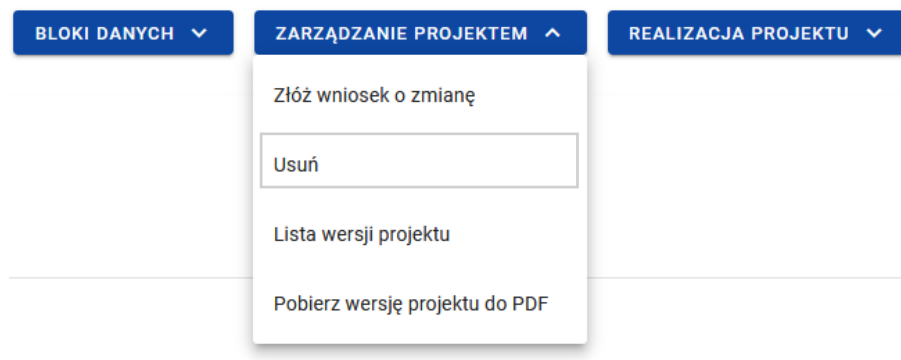 BLOKI DANYCH
ZARZĄDZANIE PROJEKTEM
REALIZACJA PROJEKTU
Złóż wniosek o zmianę
Usuń
Lista wersji projektu
Pobierz wersję projektu do PDF